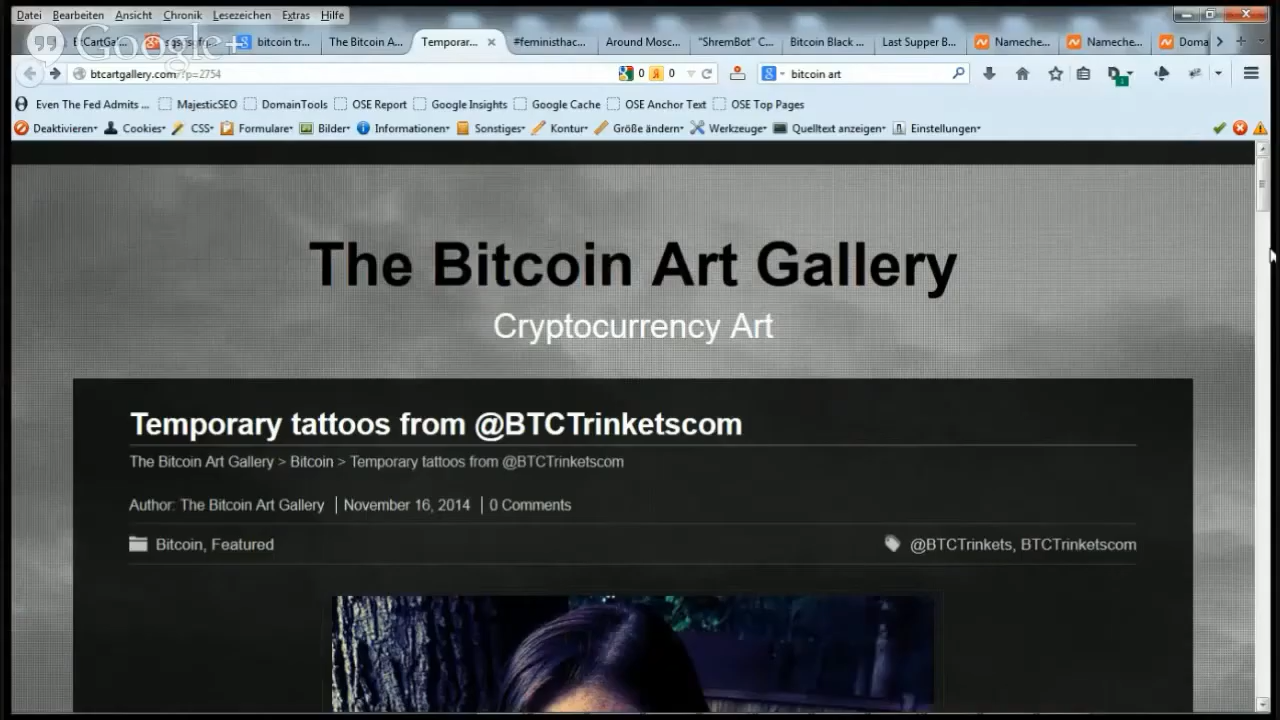 Datei Bearbeiten Ansicht Chronik Lesezeichen Extras Hilfe
Google+
bitcoin tr... The Bitcoin A... Temporar... × #feministhac... Around Mosc... "ShremBot" C... Bitcoin Black ... Last Supper B... Nameche... Nameche... Doma
btcartgallery.com/?p=2754 0 0 bitcoin art
Even The Fed Admits ... MajesticSEO DomainTools OSE Report Google Insights Google Cache OSE Anchor Text OSE Top Pages
Deaktivieren Cookies CSS Formulare Bilder Informationen Sonstiges Kontur Größe ändern Werkzeuge Quelltext anzeigen Einstellungen
The Bitcoin Art Gallery
Cryptocurrency Art
Temporary tattoos from @BTCTrinketscom
The Bitcoin Art Gallery > Bitcoin > Temporary tattoos from @BTCTrinketscom
Author: The Bitcoin Art Gallery | November 16, 2014 | 0 Comments
Bitcoin, Featured @BTCTrinkets, BTCTrinketscom